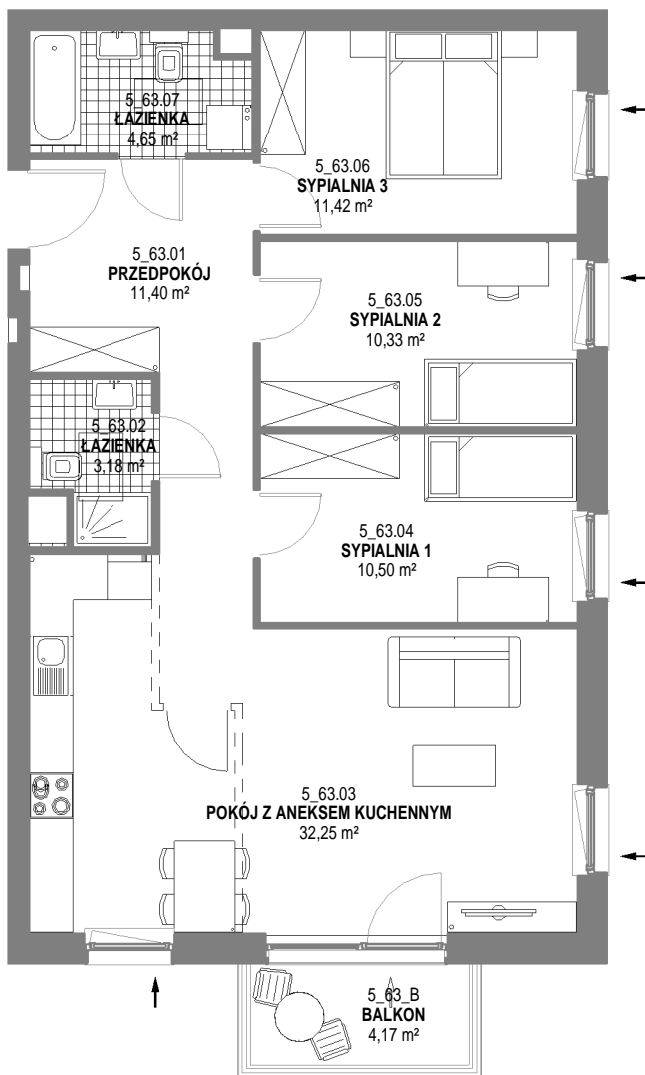 5_63.07
ŁAZIENKA
4,65 m²
5_63.06
SYPIALNIA 3
11,42 m²
5_63.01
PRZEDPOKÓJ
11,40 m²
5_63.05
SYPIALNIA 2
10,33 m²
5_63.02
ŁAZIENKA
3,18 m²
5_63.04
SYPIALNIA 1
10,50 m²
5_63.03
POKÓJ Z ANEKSEM KUCHENNYM
32,25 m²
5_63_B
BALKON
4,17 m²